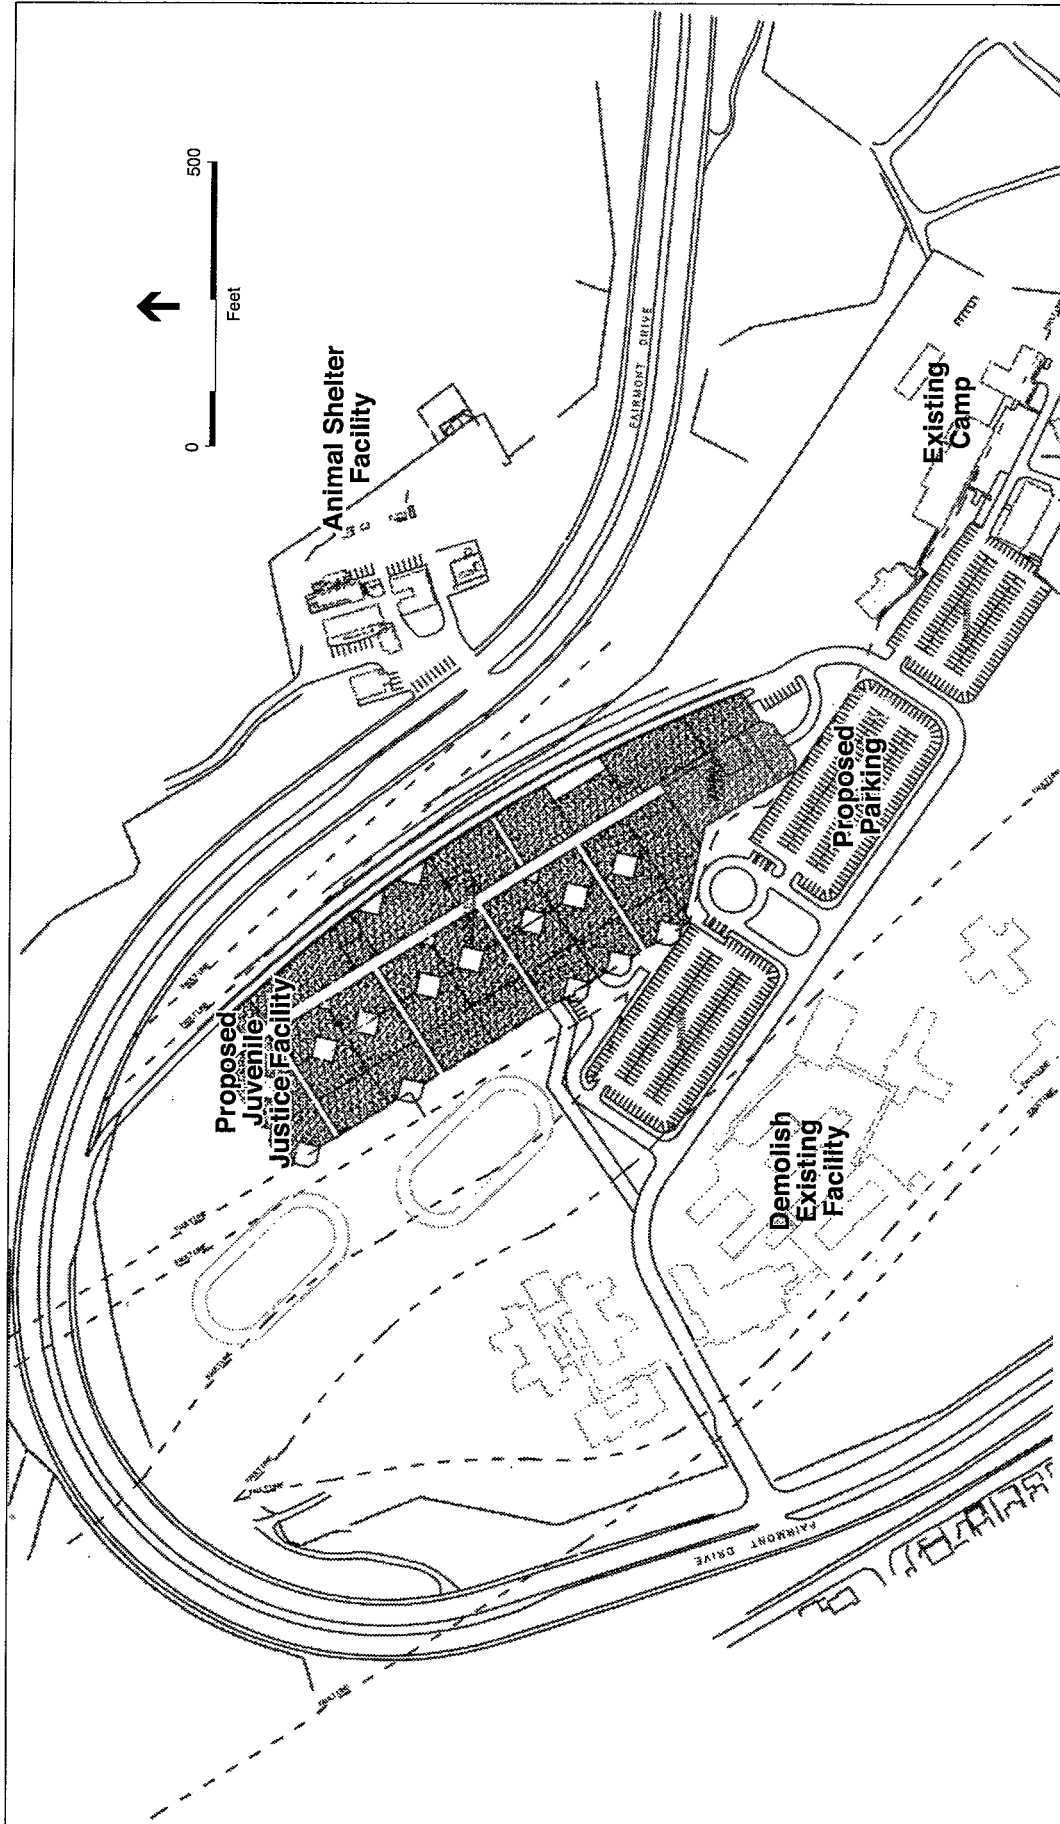 0
500
Feet
Animal Shelter
Facility
FAIRMONT DRIVE
Existing
Camp
Proposed
Parking
Proposed
Juvenile
Justice Facility
Demolish
Existing
Facility
FAIRMONT DRIVE